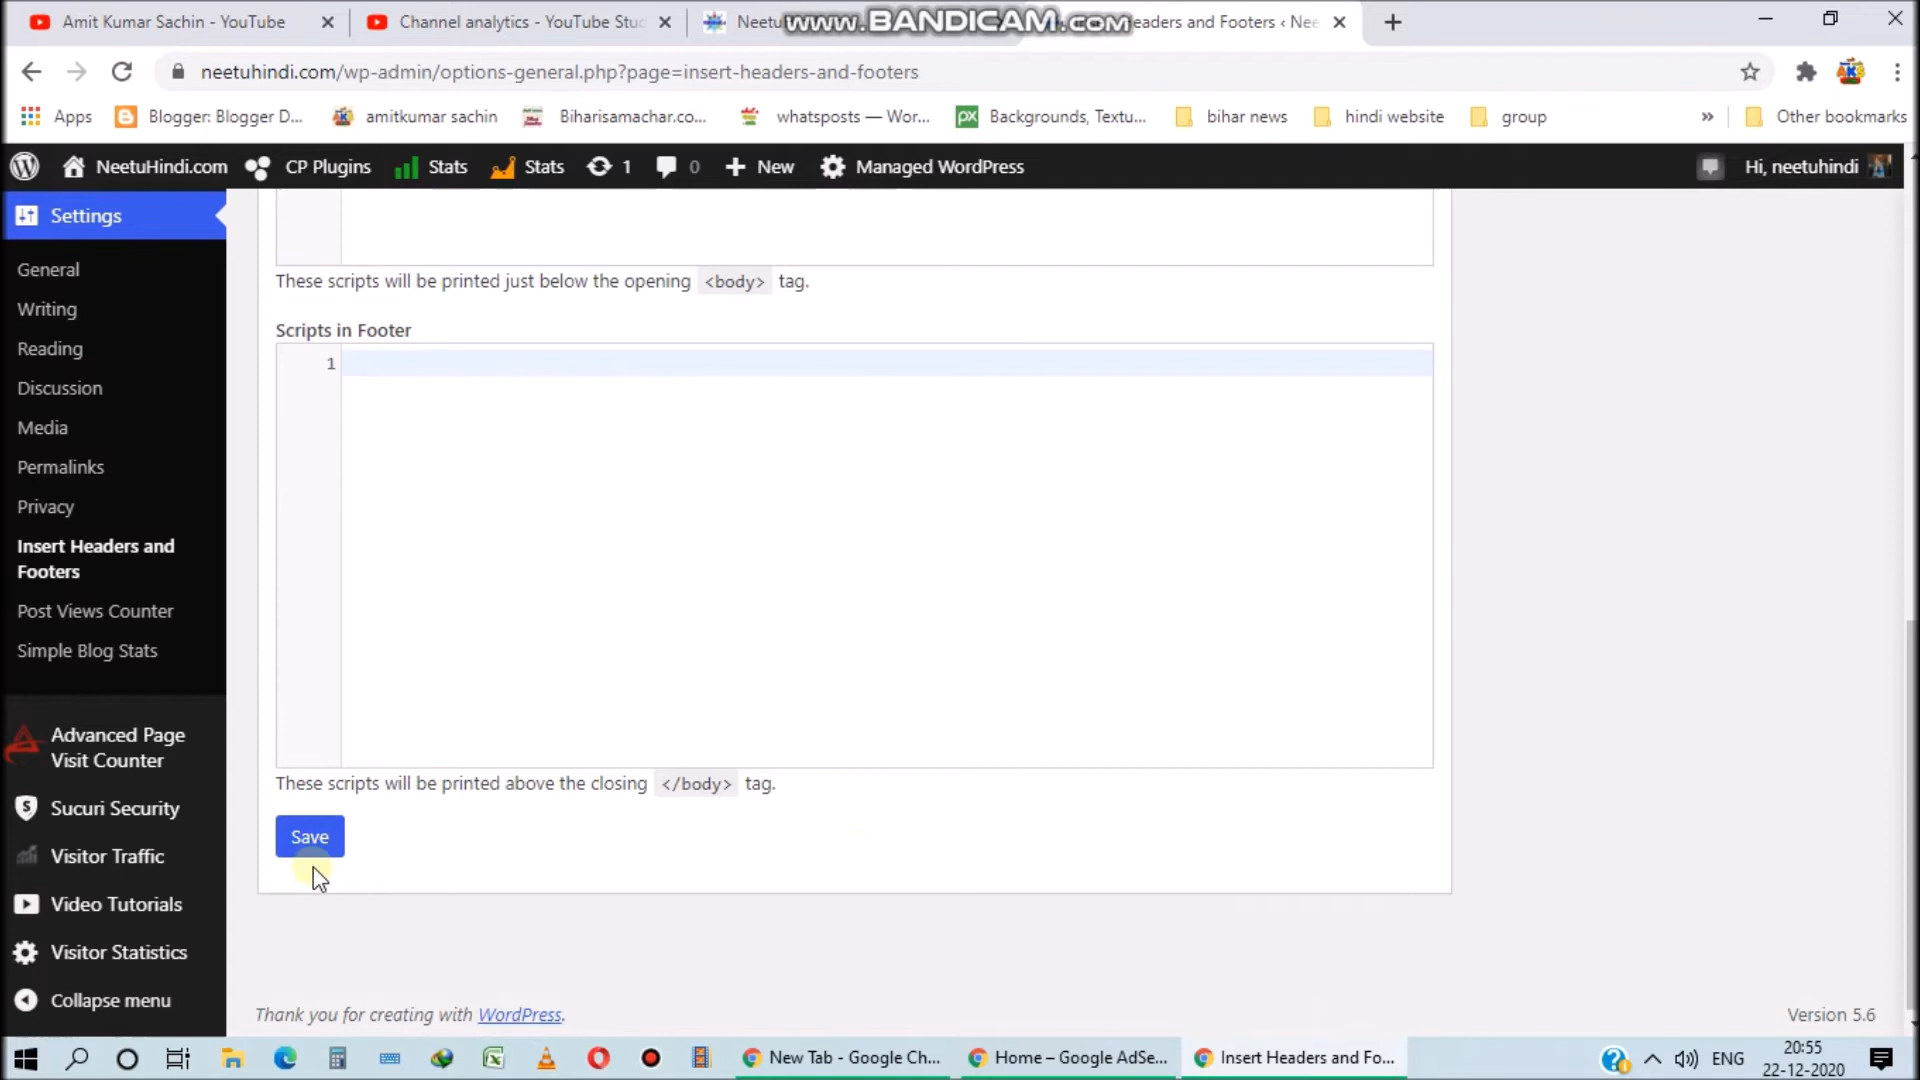 Amit Kumar Sachin - YouTube
Channel analytics - YouTube Stu
Neetu
www.BANDICAM.com
Headers and Footers ‹ Nee
neetuhindi.com/wp-admin/options-general.php?page=insert-headers-and-footers
Apps
Blogger: Blogger D...
amitkumar sachin
Biharisamachar.co...
whatsposts — Wor...
Backgrounds, Textu...
bihar news
hindi website
group
»
Other bookmarks
NeetuHindi.com
CP Plugins
Stats
Stats
1
0
New
Managed WordPress
Hi, neetuhindi
Settings
General
Writing
Reading
Discussion
Media
Permalinks
Privacy
Insert Headers and
Footers
Post Views Counter
Simple Blog Stats
Advanced Page
Visit Counter
Sucuri Security
Visitor Traffic
Video Tutorials
Visitor Statistics
Collapse menu
These scripts will be printed just below the opening <body> tag.
Scripts in Footer
1
These scripts will be printed above the closing </body> tag.
Save
Thank you for creating with WordPress.
Version 5.6
New Tab - Google Ch...
Home – Google AdSe...
Insert Headers and Fo...
ENG
20:55
22-12-2020